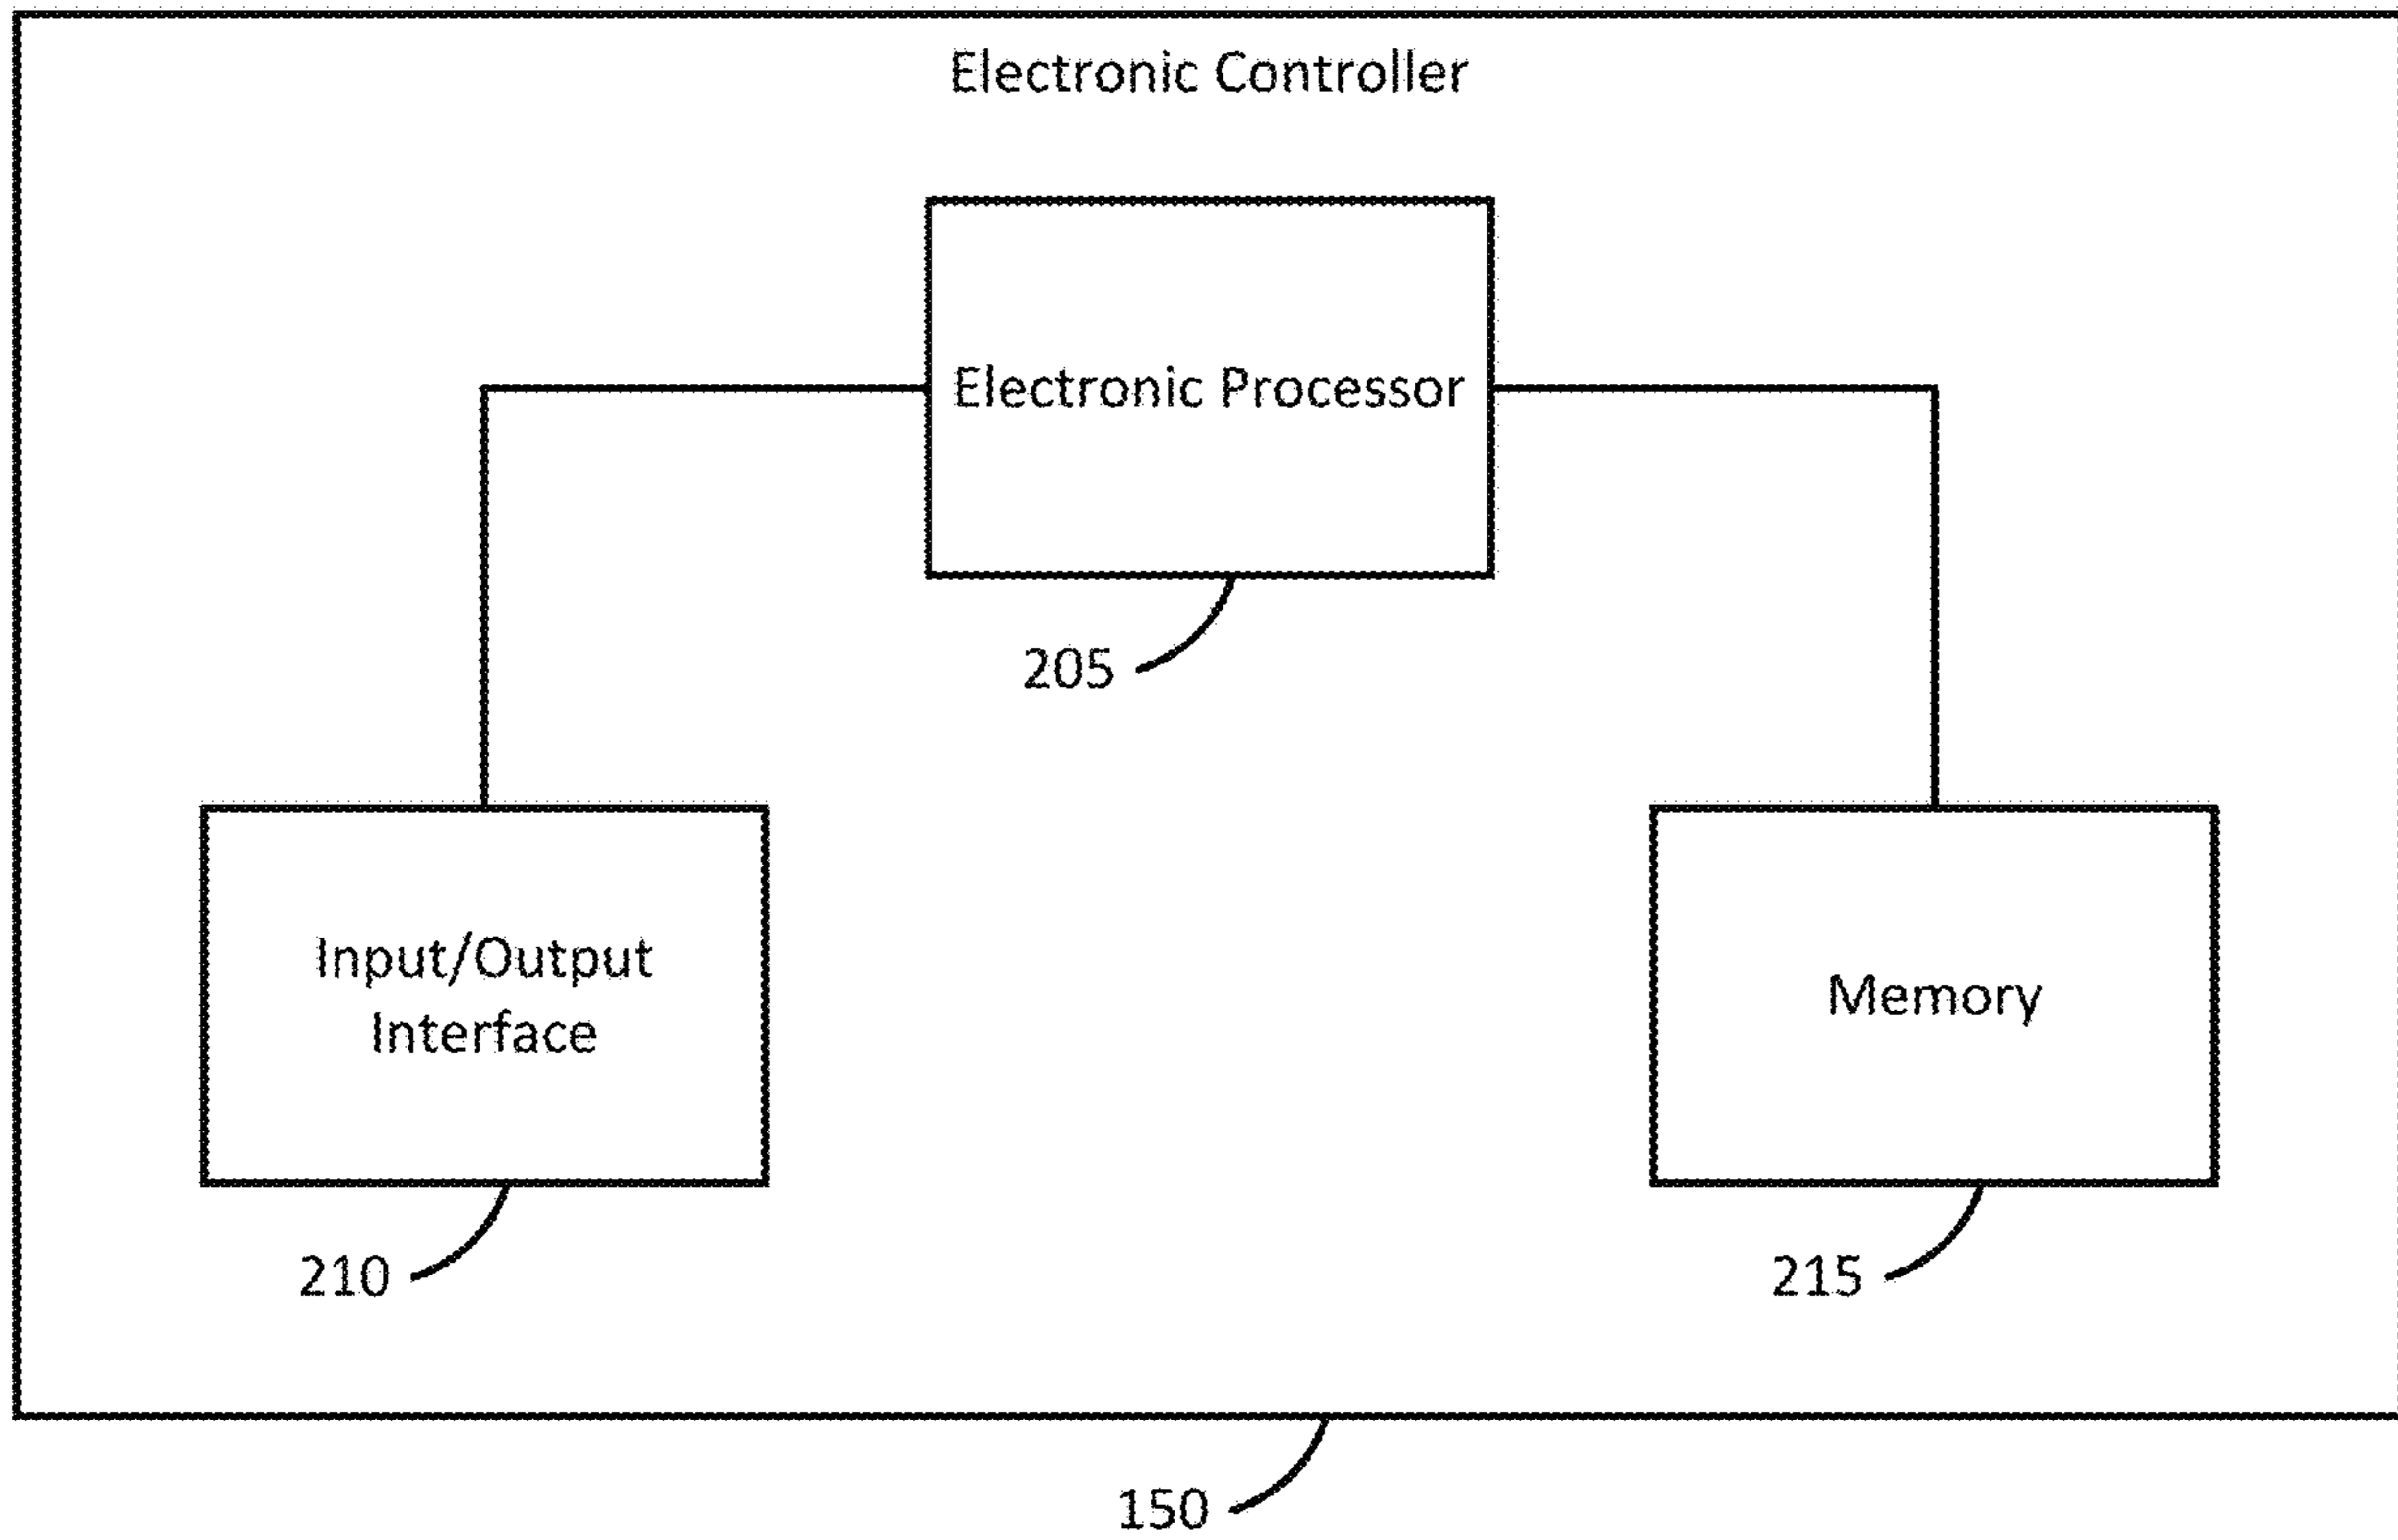 Electronic Controller
Electronic Processor
205
Input/Output
Interface
Memory
210
215
150